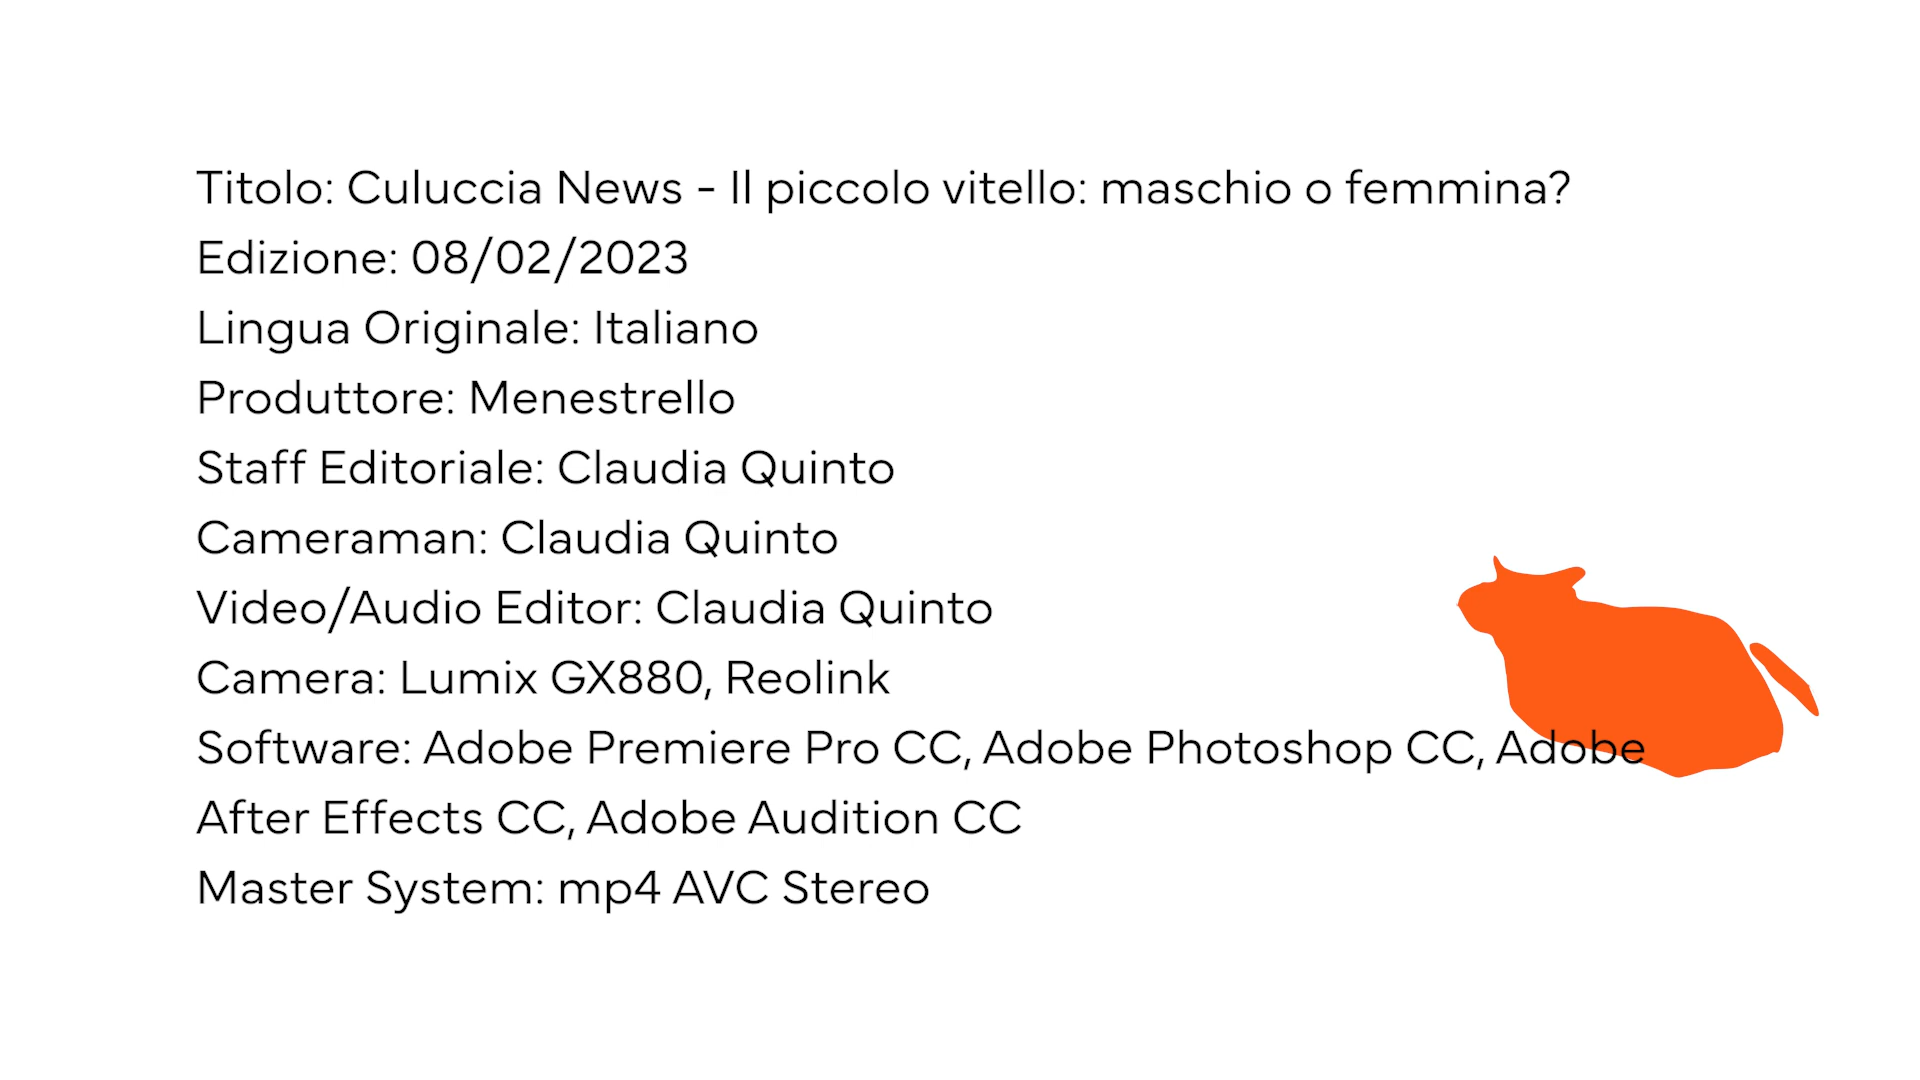 Titolo: Culuccia News - Il piccolo vitello: maschio o femmina?
Edizione: 08/02/2023
Lingua Originale: Italiano
Produttore: Menestrello
Staff Editoriale: Claudia Quinto
Cameraman: Claudia Quinto
Video/Audio Editor: Claudia Quinto
Camera: Lumix GX880, Reolink
Software: Adobe Premiere Pro CC, Adobe Photoshop CC, Adobe
After Effects CC, Adobe Audition CC
Master System: mp4 AVC Stereo